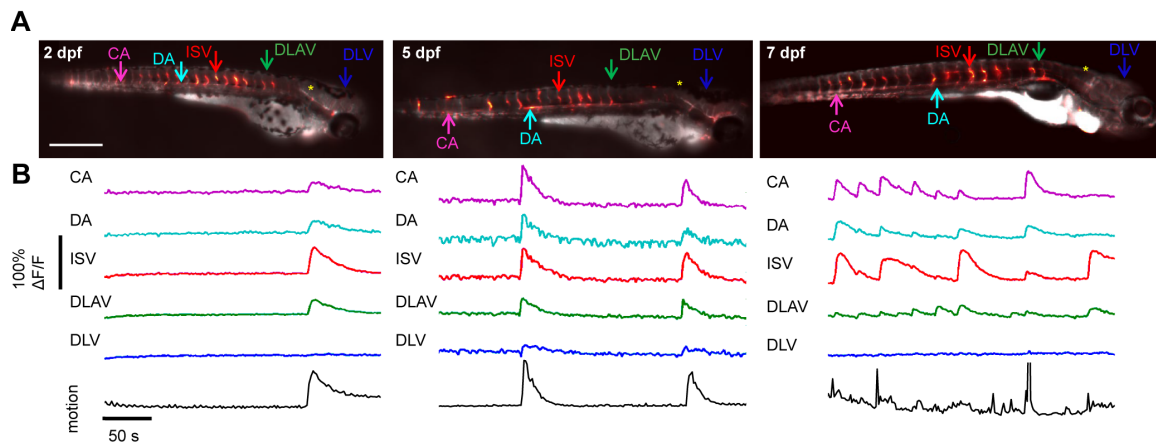 A
2 dpf
CA
DA
ISV
DLAV
DLV
*
5 dpf
ISV
DLAV
DLV
*
CA
DA
7 dpf
ISV
DLAV
DLV
*
CA
DA
B
CA
DA
ISV
DLAV
DLV
motion
100%
ΔF/F
50 s
CA
DA
ISV
DLAV
DLV
CA
DA
ISV
DLAV
DLV